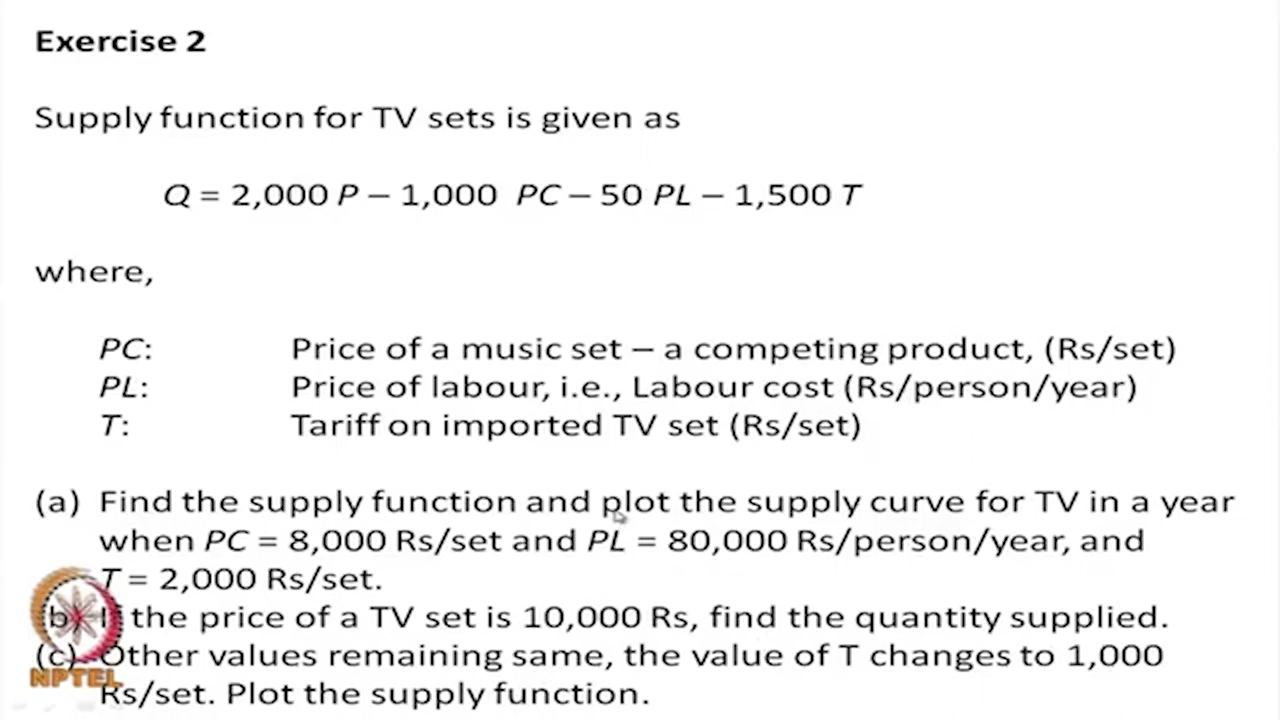 Exercise 2
Supply function for TV sets is given as
Q = 2,000 P – 1,000 PC – 50 PL – 1,500 T
where,
PC: Price of a music set – a competing product, (Rs/set)
PL: Price of labour, i.e., Labour cost (Rs/person/year)
T: Tariff on imported TV set (Rs/set)
(a) Find the supply function and plot the supply curve for TV in a year
when PC = 8,000 Rs/set and PL = 80,000 Rs/person/year, and
T = 2,000 Rs/set.
(b) If the price of a TV set is 10,000 Rs, find the quantity supplied.
(c) Other values remaining same, the value of T changes to 1,000
Rs/set. Plot the supply function.
NPTEL